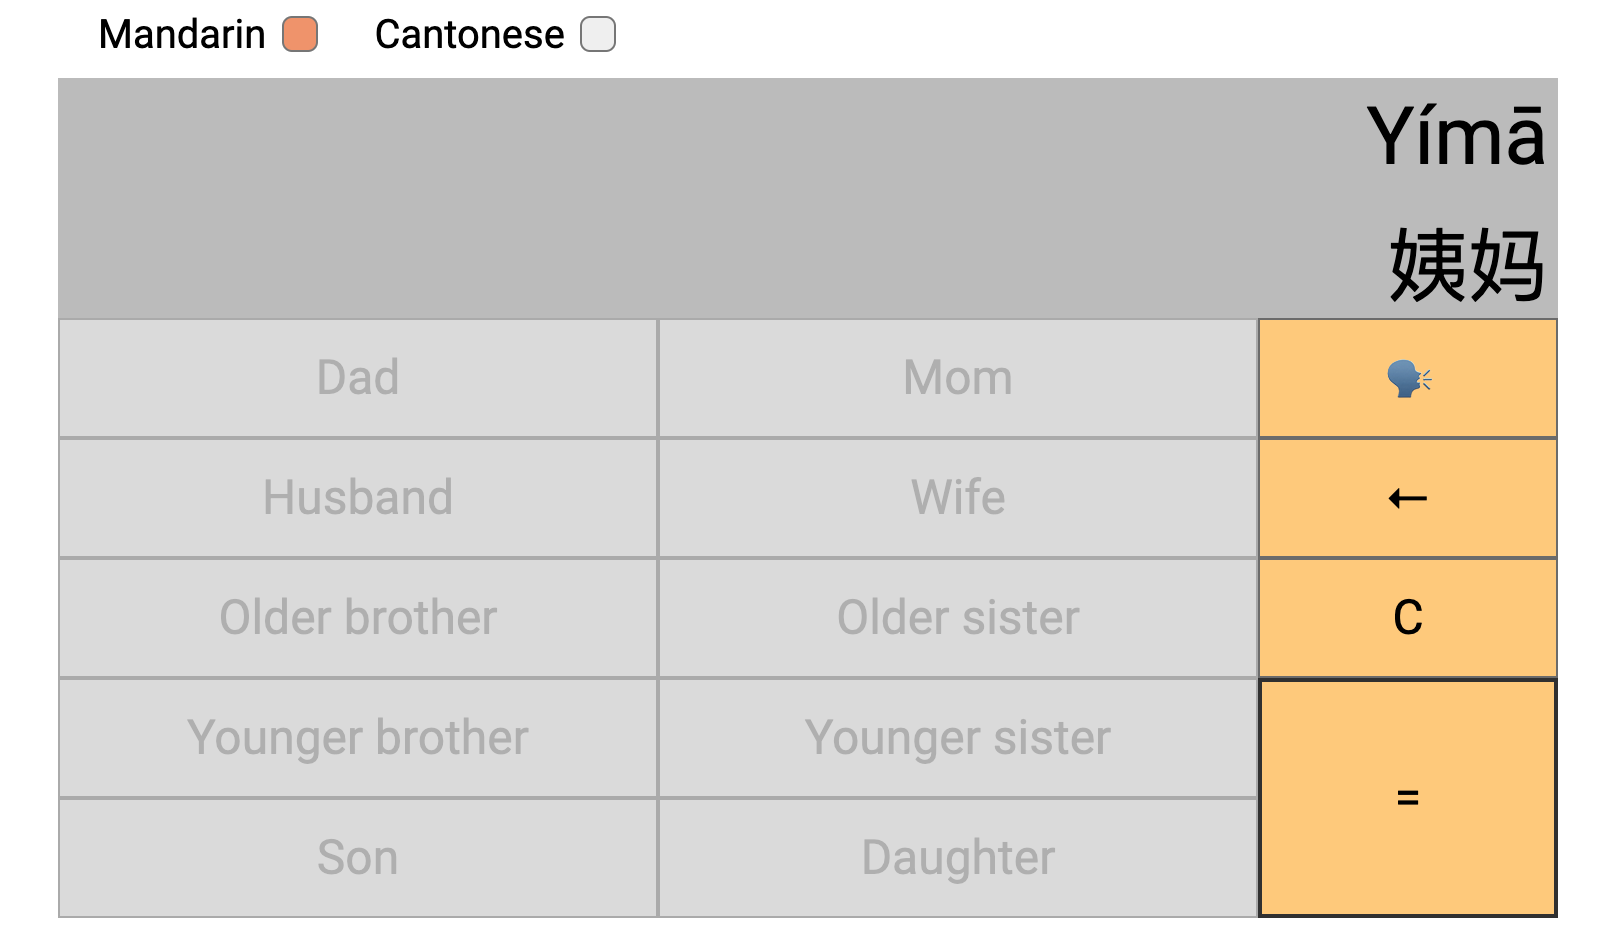 Mandarin Cantonese
Yímā
姨妈
Dad Mom 🗣
Husband Wife ←
Older brother Older sister C
Younger brother Younger sister
=
Son Daughter